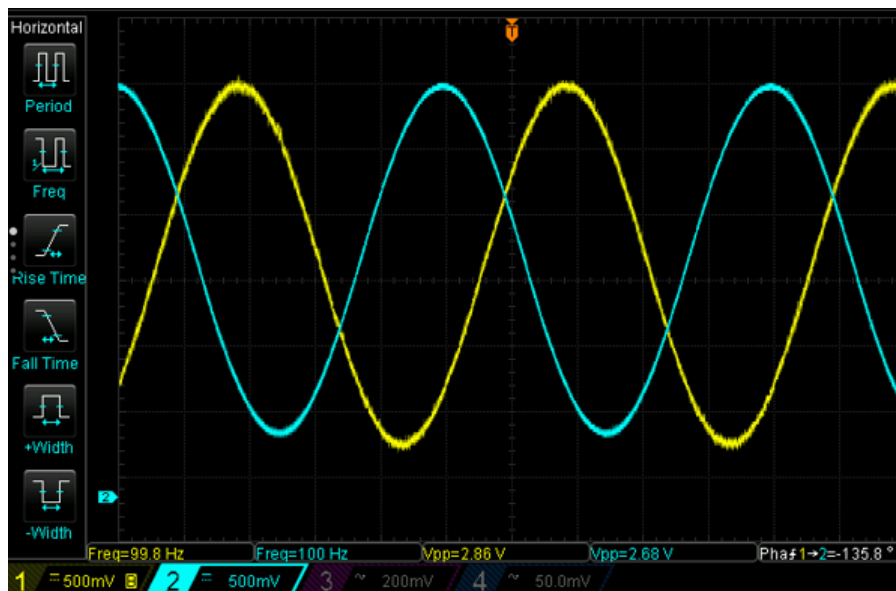 Horizontal
T
Period
Freq
Rise Time
Fall Time
+Width
2
-Width
Freq=99.8 Hz Freq=100 Hz Vpp=2.86 V Vpp=2.68 V Pha⨍1→2=-135.8 °
1 500mV B 2 500mV 3 ~ 200mV 4 ~ 50.0mV